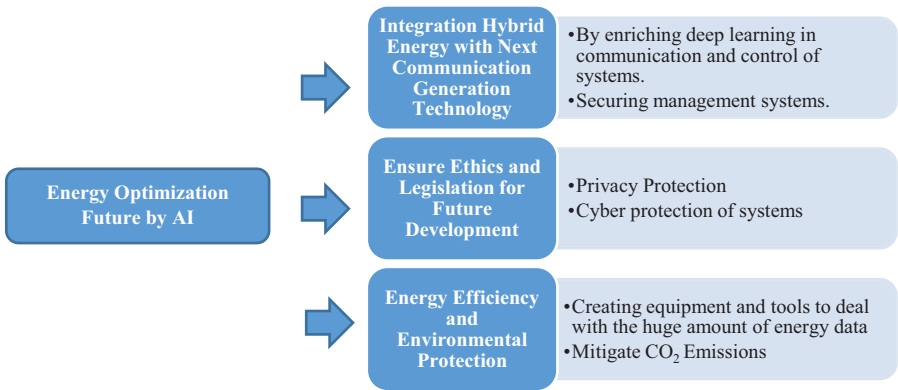 Energy Optimization
Future by AI
Integration Hybrid
Energy with Next
Communication
Generation
Technology
•By enriching deep learning in
communication and control of
systems.
•Securing management systems.
Ensure Ethics and
Legislation for
Future
Development
•Privacy Protection
•Cyber protection of systems
Energy Efficiency
and
Environmental
Protection
•Creating equipment and tools to deal
with the huge amount of energy data
•Mitigate CO₂ Emissions